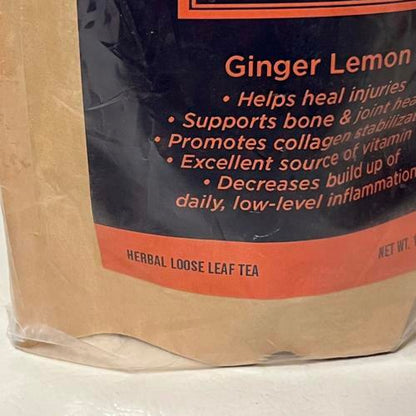 Ginger Lemon
• Helps heal injuries
• Supports bone & joint
• Promotes collagen
• Excellent source of vitamin
• Decreases build up of
daily, low-level inflammation
HERBAL LOOSE LEAF TEA
NET WT.